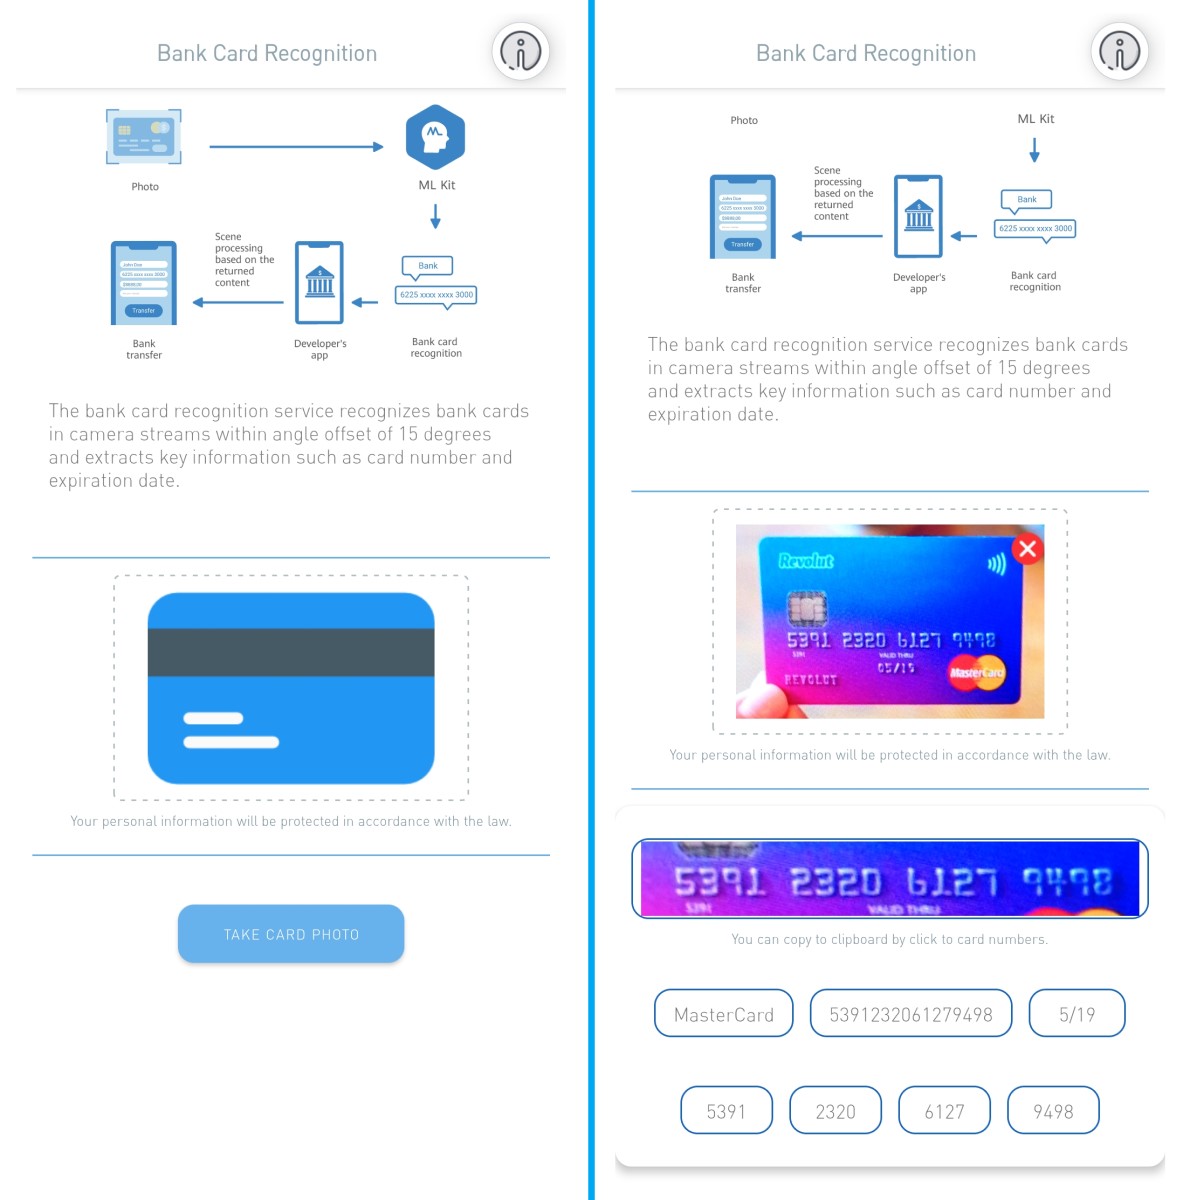 Bank Card Recognition
Photo
ML Kit
Scene
processing
based on the
returned
content
John Doe
6225 xxxx xxxx 3000
Transfer
Bank
6225 xxxx xxxx 3000
Bank
transfer
Developer's
app
Bank card
recognition
The bank card recognition service recognizes bank cards
in camera streams within angle offset of 15 degrees
and extracts key information such as card number and
expiration date.
Your personal information will be protected in accordance with the law.
TAKE CARD PHOTO
Bank Card Recognition
Photo
ML Kit
Scene
processing
based on the
returned
content
John Doe
6225 xxxx xxxx 3000
Transfer
Bank
6225 xxxx xxxx 3000
Bank
transfer
Developer's
app
Bank card
recognition
The bank card recognition service recognizes bank cards
in camera streams within angle offset of 15 degrees
and extracts key information such as card number and
expiration date.
Revolut
5391 2320 6127 9498
5391
VALID THRU
05/19
REVOLUT
MasterCard
Your personal information will be protected in accordance with the law.
5391 2320 6127 9498
5391
VALID THRU
You can copy to clipboard by click to card numbers.
MasterCard
5391232061279498
5/19
5391
2320
6127
9498